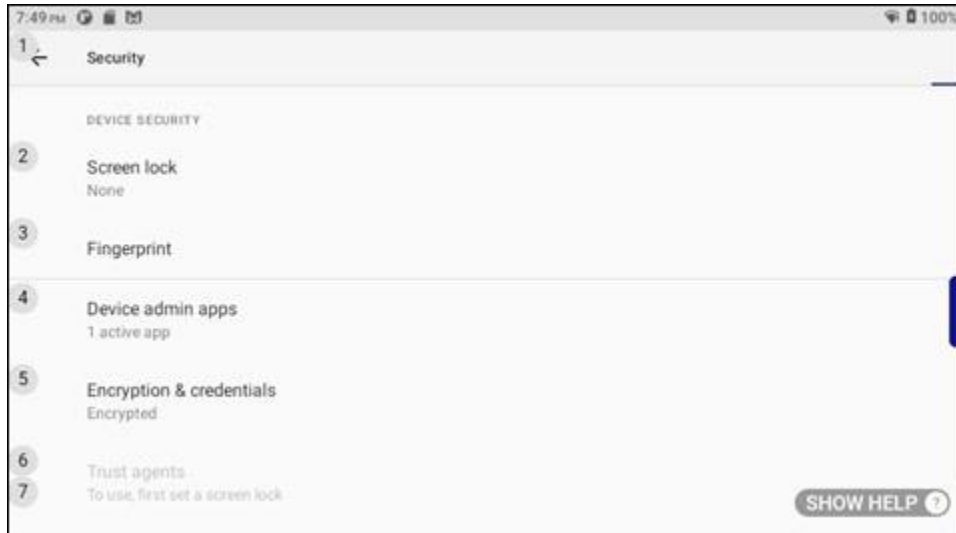 7:49 PM 100%
1
Security
DEVICE SECURITY
2
Screen lock
None
3
Fingerprint
4
Device admin apps
1 active app
5
Encryption & credentials
Encrypted
6
Trust agents
7
To use, first set a screen lock
SHOW HELP ?